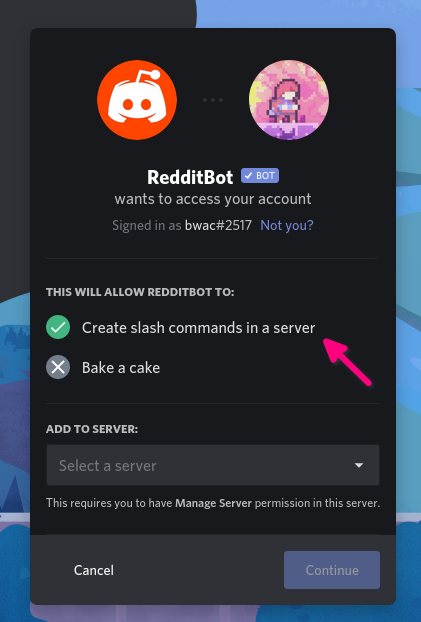 RedditBot BOT
wants to access your account
Signed in as bwac#2517 Not you?
THIS WILL ALLOW REDDITBOT TO:
Create slash commands in a server
Bake a cake
ADD TO SERVER:
Select a server
This requires you to have Manage Server permission in this server.
Cancel Continue